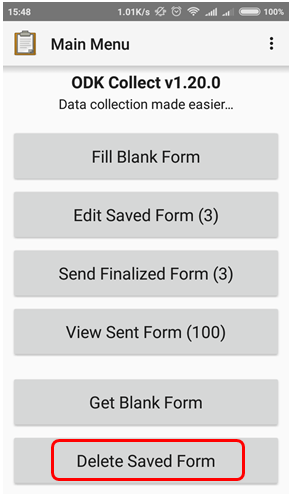 15:48 1.01K/s 100%
Main Menu
ODK Collect v1.20.0
Data collection made easier...
Fill Blank Form
Edit Saved Form (3)
Send Finalized Form (3)
View Sent Form (100)
Get Blank Form
Delete Saved Form